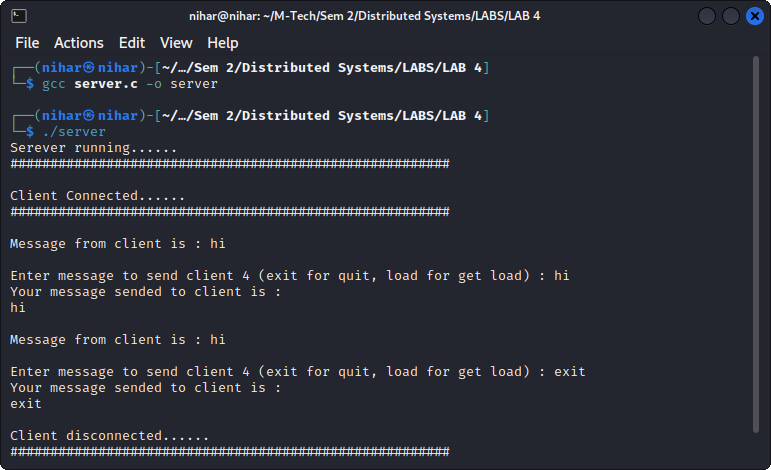 nihar@nihar: ~/M-Tech/Sem 2/Distributed Systems/LABS/LAB 4
File Actions Edit View Help
┌──(nihar㉿nihar)-[~/…/Sem 2/Distributed Systems/LABS/LAB 4]
└─$ gcc server.c -o server
┌──(nihar㉿nihar)-[~/…/Sem 2/Distributed Systems/LABS/LAB 4]
└─$ ./server
Serever running......
#######################################################
Client Connected......
#######################################################
Message from client is : hi
Enter message to send client 4 (exit for quit, load for get load) : hi
Your message sended to client is :
hi
Message from client is : hi
Enter message to send client 4 (exit for quit, load for get load) : exit
Your message sended to client is :
exit
Client disconnected......
#######################################################